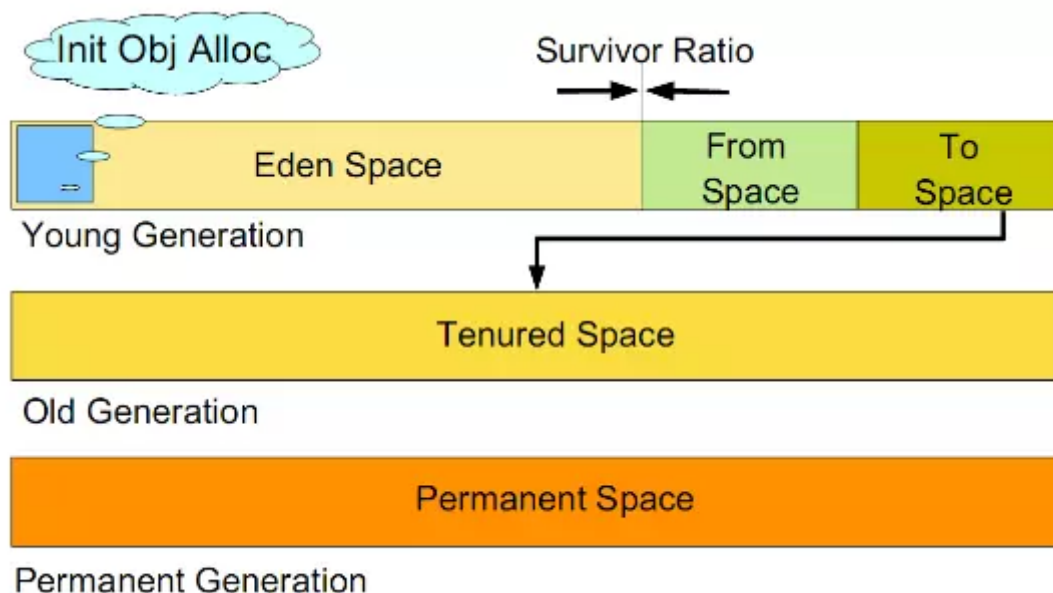 Init Obj Alloc
Survivor Ratio
Eden Space
From
Space
To
Space
Young Generation
Tenured Space
Old Generation
Permanent Space
Permanent Generation